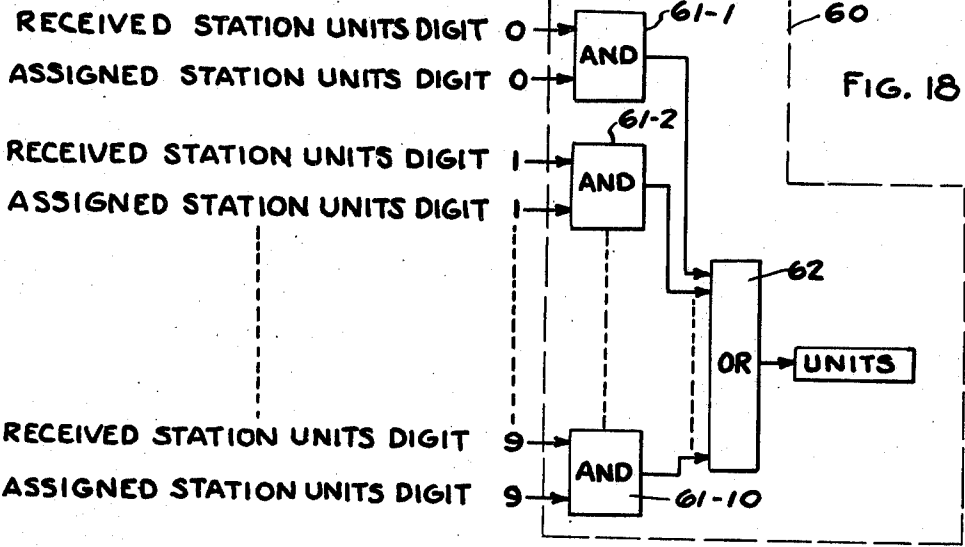 61-1
60
RECEIVED STATION UNITS DIGIT 0
AND
ASSIGNED STATION UNITS DIGIT 0
FIG. 18
61-2
RECEIVED STATION UNITS DIGIT 1
AND
ASSIGNED STATION UNITS DIGIT 1
62
OR
UNITS
RECEIVED STATION UNITS DIGIT 9
AND
ASSIGNED STATION UNITS DIGIT 9
61-10